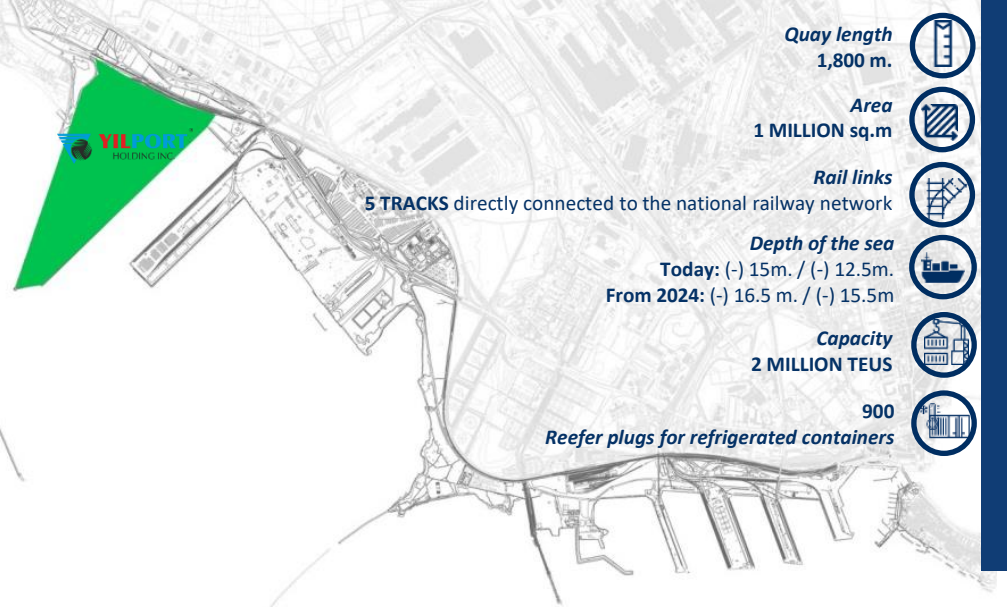 Quay length
1,800 m.
Area
1 MILLION sq.m
YILPORT
HOLDING INC.
Rail links
5 TRACKS directly connected to the national railway network
Depth of the sea
Today: (-) 15m. / (-) 12.5m.
From 2024: (-) 16.5 m. / (-) 15.5m
Capacity
2 MILLION TEUS
900
Reefer plugs for refrigerated containers